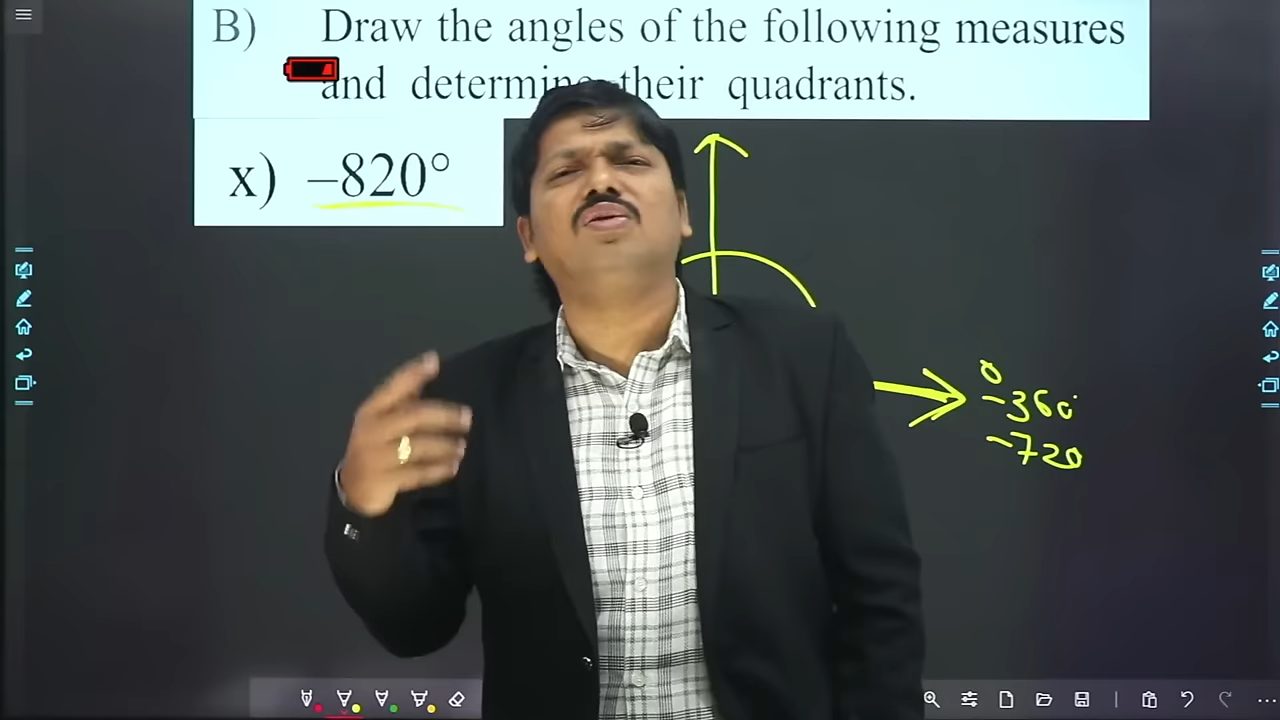 B) Draw the angles of the following measures
and determine their quadrants.
x) –820°
0
-360°
-720